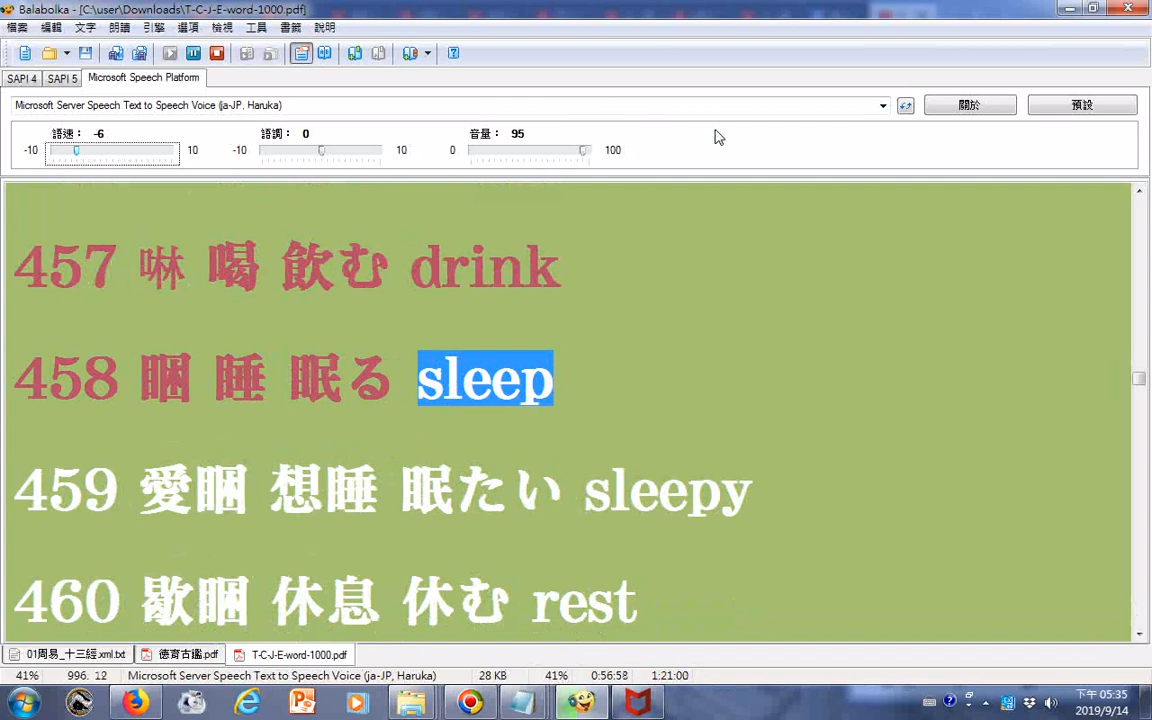 Balabolka - [C:\user\Downloads\T-C-J-E-word-1000.pdf]
檔案 編輯 文字 朗讀 引擎 選項 檢視 工具 書籤 說明
SAPI 4 SAPI 5 Microsoft Speech Platform
Microsoft Server Speech Text to Speech Voice (ja-JP, Haruka) 關於 預設
語速： -6 語調： 0 音量： 95
-10 10 -10 10 0 100
457 啉 喝 飲む drink
458 睏 睡 眠る sleep
459 愛睏 想睡 眠たい sleepy
460 歇睏 休息 休む rest
01周易_十三經.xml.txt 德育古鑑.pdf T-C-J-E-word-1000.pdf
41% 996. 12 Microsoft Server Speech Text to Speech Voice (ja-JP, Haruka) 28 KB 41% 0:56:58 1:21:00
下午 05:35
2019/9/14